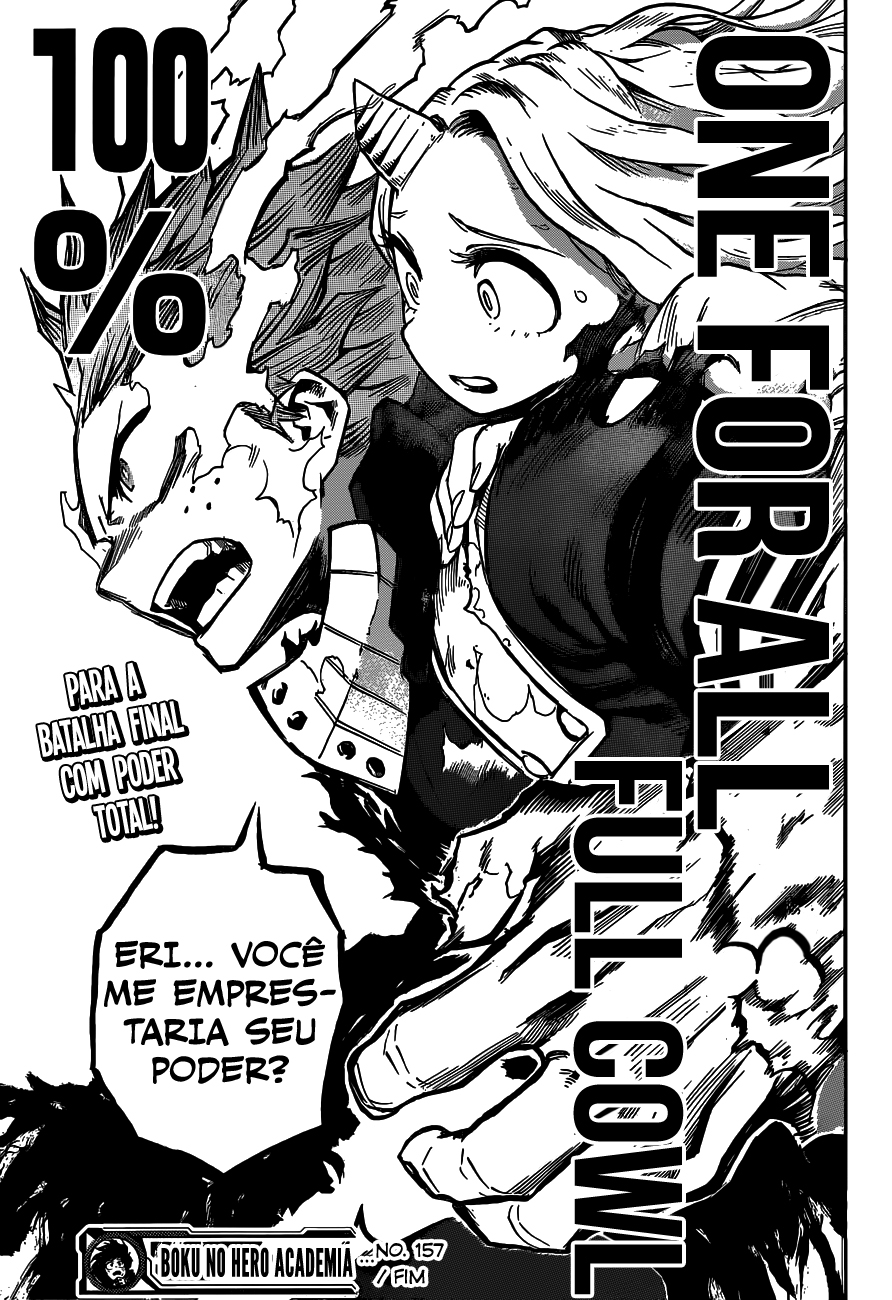 ONE FOR ALL
FULL COWL
100
%
PARA A
BATALHA FINAL
COM PODER
TOTAL!
ERI... VOCÊ
ME EMPRES-
TARIA SEU
PODER?
BOKU NO HERO ACADEMIA ...NO. 157
/ FIM